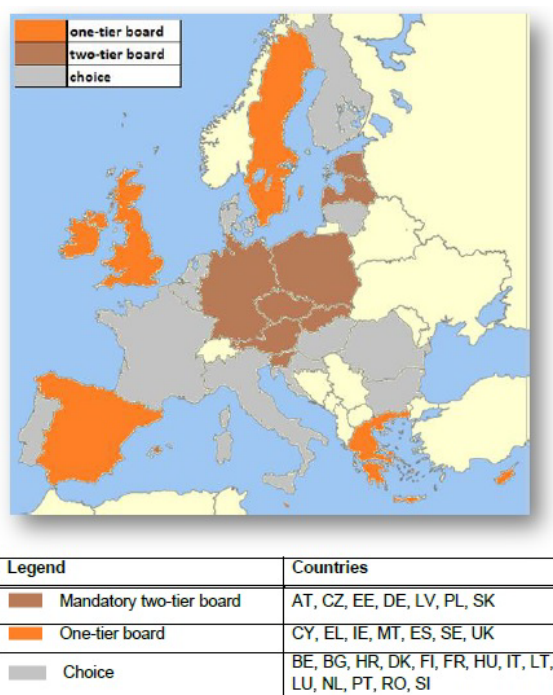 one-tier board
two-tier board
choice
Legend Countries
Mandatory two-tier board AT, CZ, EE, DE, LV, PL, SK
One-tier board CY, EL, IE, MT, ES, SE, UK
Choice BE, BG, HR, DK, FI, FR, HU, IT, LT,
LU, NL, PT, RO, SI